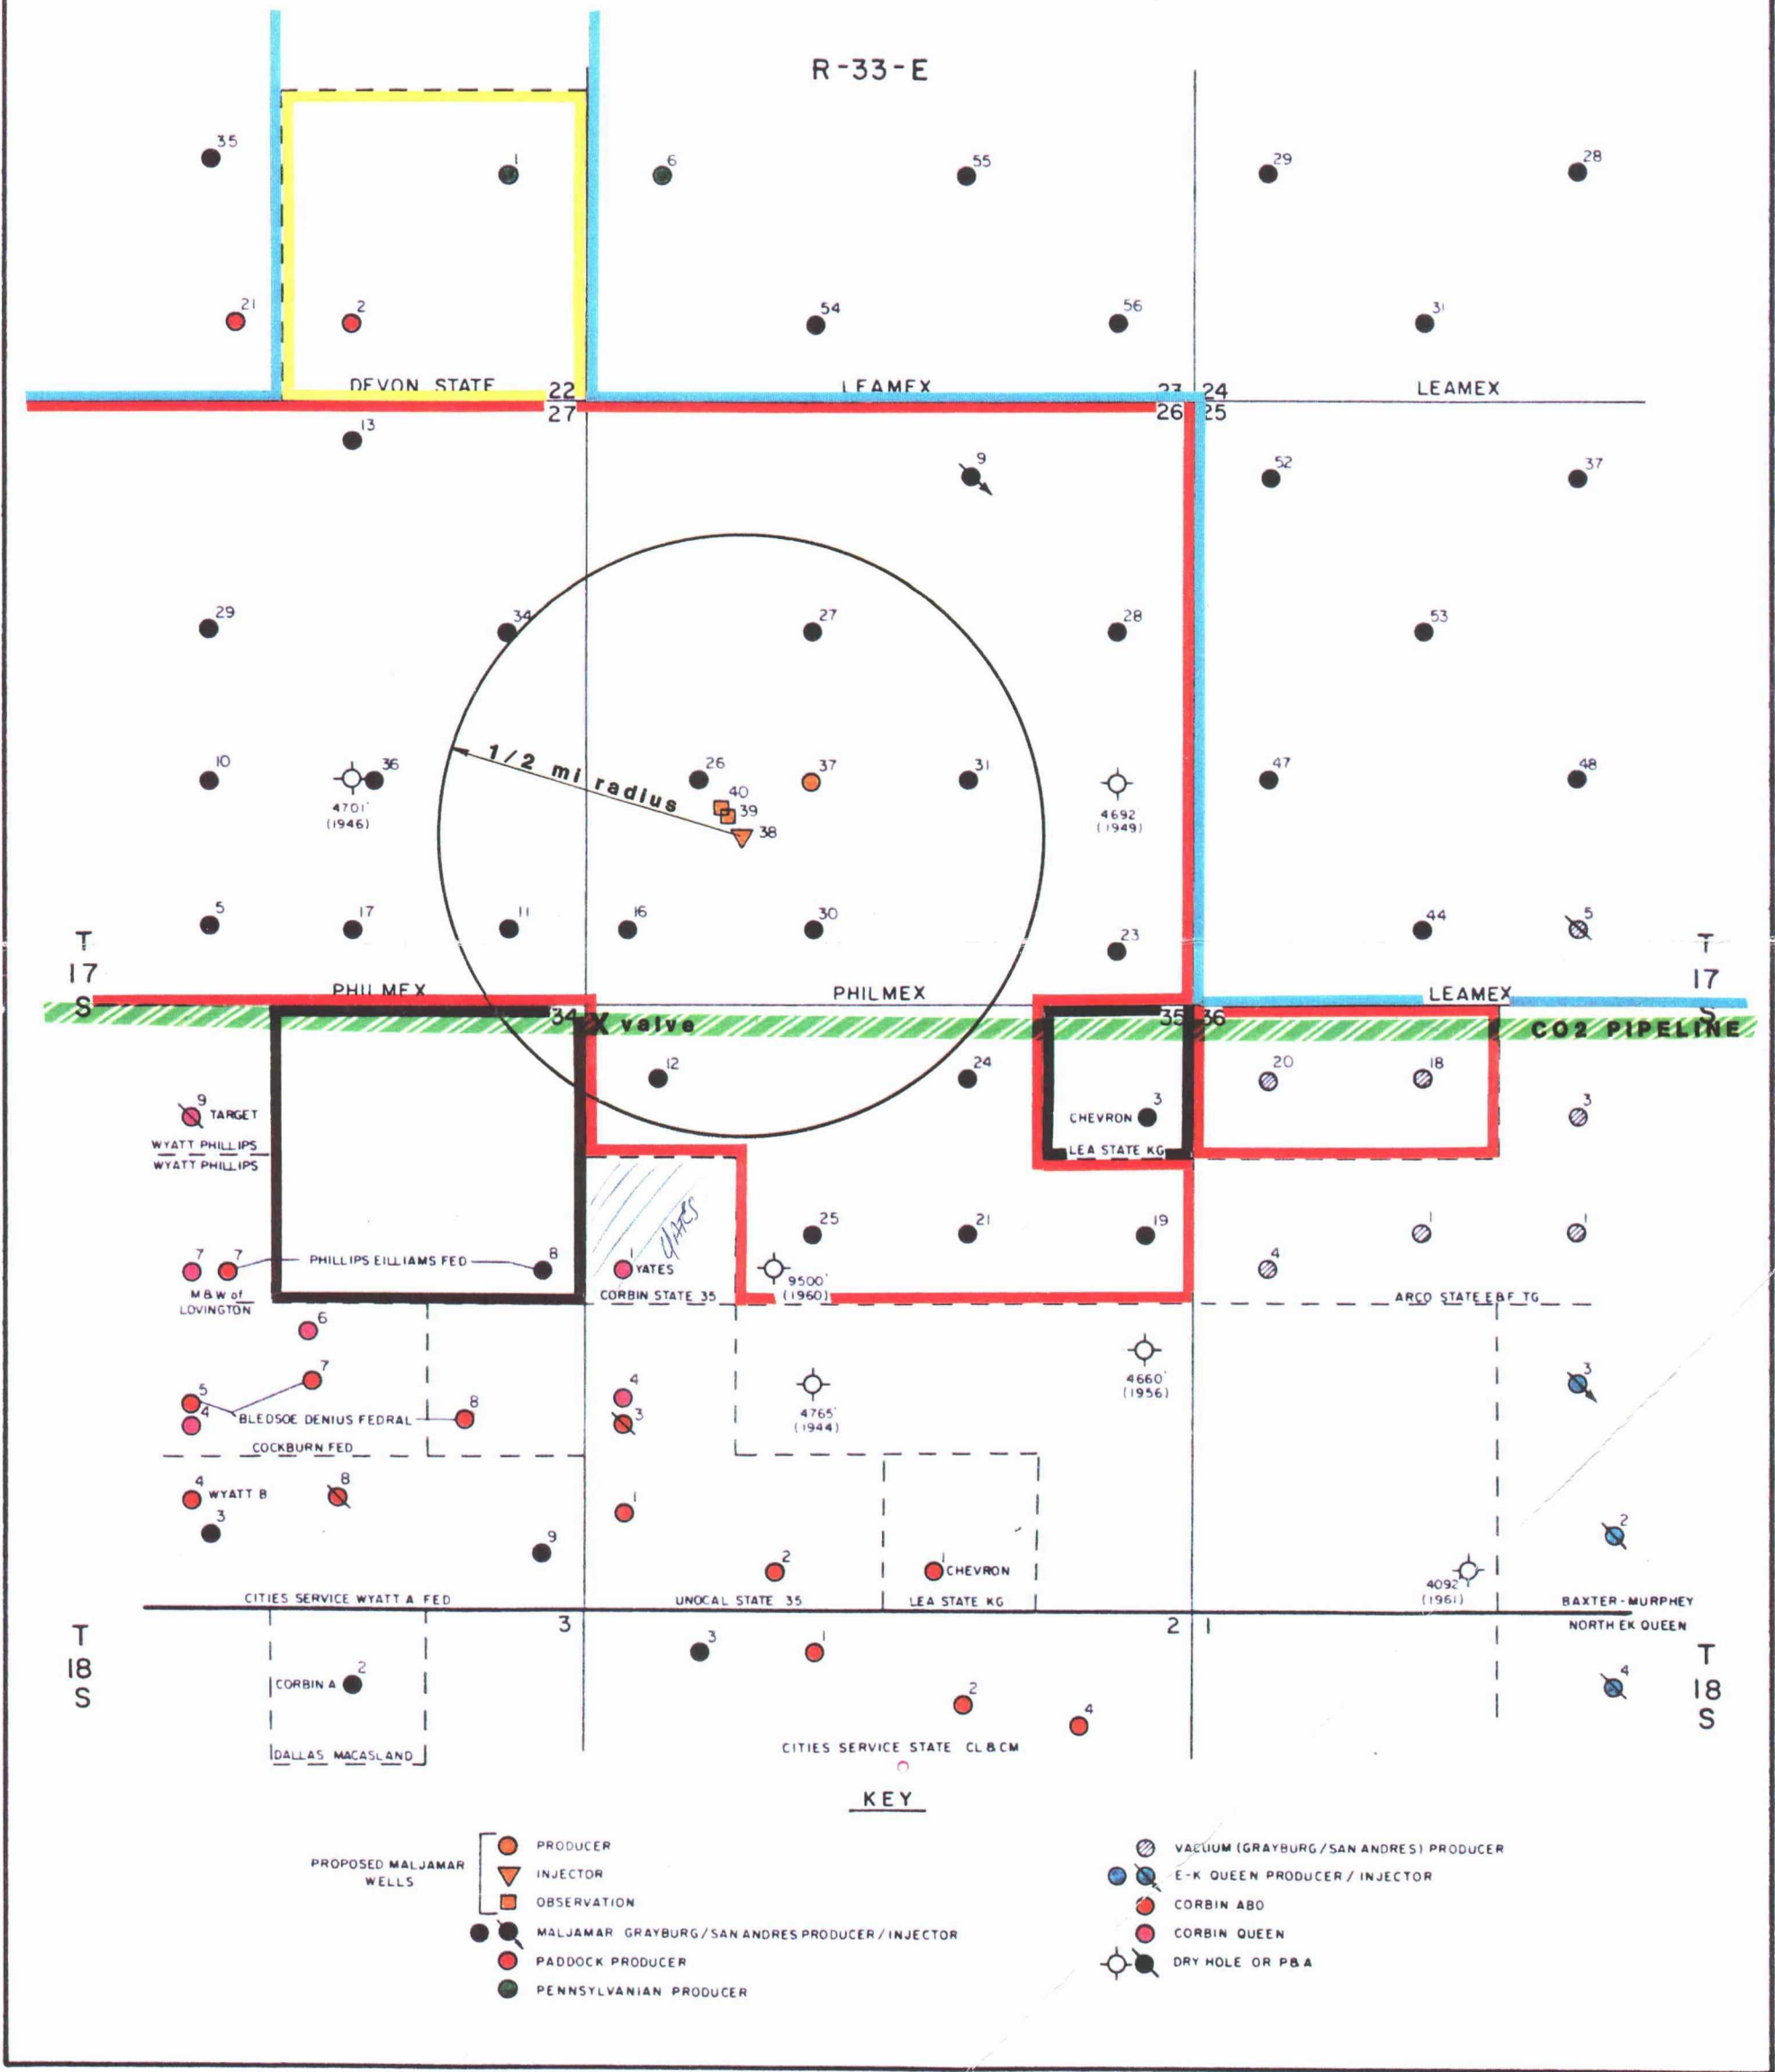 R-33-E
35
1
6
55
29
28
21
2
54
56
31
DEVON STATE 22
LEAMEX 23 24
LEAMEX
27
26 25
13
9
52
37
29
34
27
28
53
10
36
26
37
31
47
48
1/2 mi radius
40
39
38
4701'
(1946)
4692
(1949)
5
17
11
16
30
23
44
5
T
17
S
T
17
S
PHILMEX
PHILMEX
LEAMEX
34
X valve
35 36
CO2 PIPELINE
12
24
20
18
9 TARGET
CHEVRON 3
3
WYATT PHILLIPS
WYATT PHILLIPS
LEA STATE KG
YATES
25
21
19
1
1
7 7 PHILLIPS EILLIAMS FED 8
1 YATES
9500'
(1960)
4
M&W of
LOVINGTON
CORBIN STATE 35
ARCO STATE E&F TG
6
7
5
4
BLEDSOE DENIUS FEDRAL 8
4
3
4765'
(1944)
4660'
(1956)
3
COCKBURN FED
4 WYATT B
8
3
9
1
2
1 CHEVRON
2
4092'
(1961)
CITIES SERVICE WYATT A FED
UNOCAL STATE 35
LEA STATE KG
BAXTER-MURPHEY
NORTH EK QUEEN
3
2 1
T
18
S
T
18
S
CORBIN A 2
3
1
2
4
4
DALLAS MACASLAND
CITIES SERVICE STATE CL&CM
KEY
PROPOSED MALJAMAR
WELLS
PRODUCER
INJECTOR
OBSERVATION
MALJAMAR GRAYBURG/SAN ANDRES PRODUCER/INJECTOR
PADDOCK PRODUCER
PENNSYLVANIAN PRODUCER
VACUUM (GRAYBURG/SAN ANDRES) PRODUCER
E-K QUEEN PRODUCER/INJECTOR
CORBIN ABO
CORBIN QUEEN
DRY HOLE OR P&A